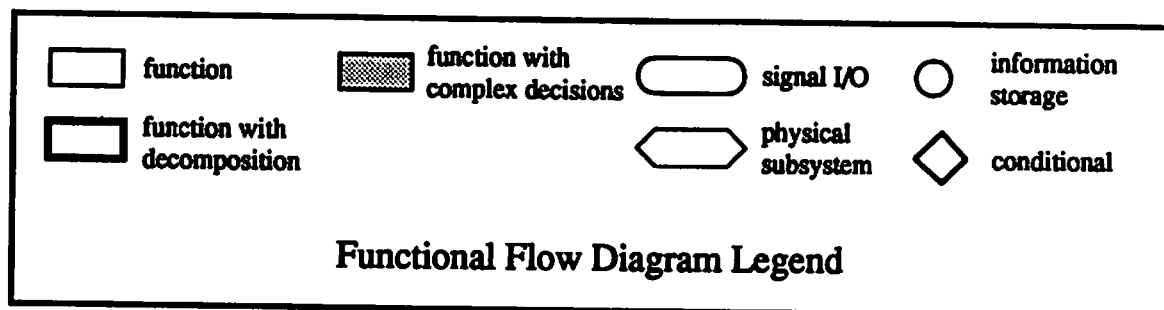 function
function with
complex decisions
signal I/O
information
storage
function with
decomposition
physical
subsystem
conditional
Functional Flow Diagram Legend